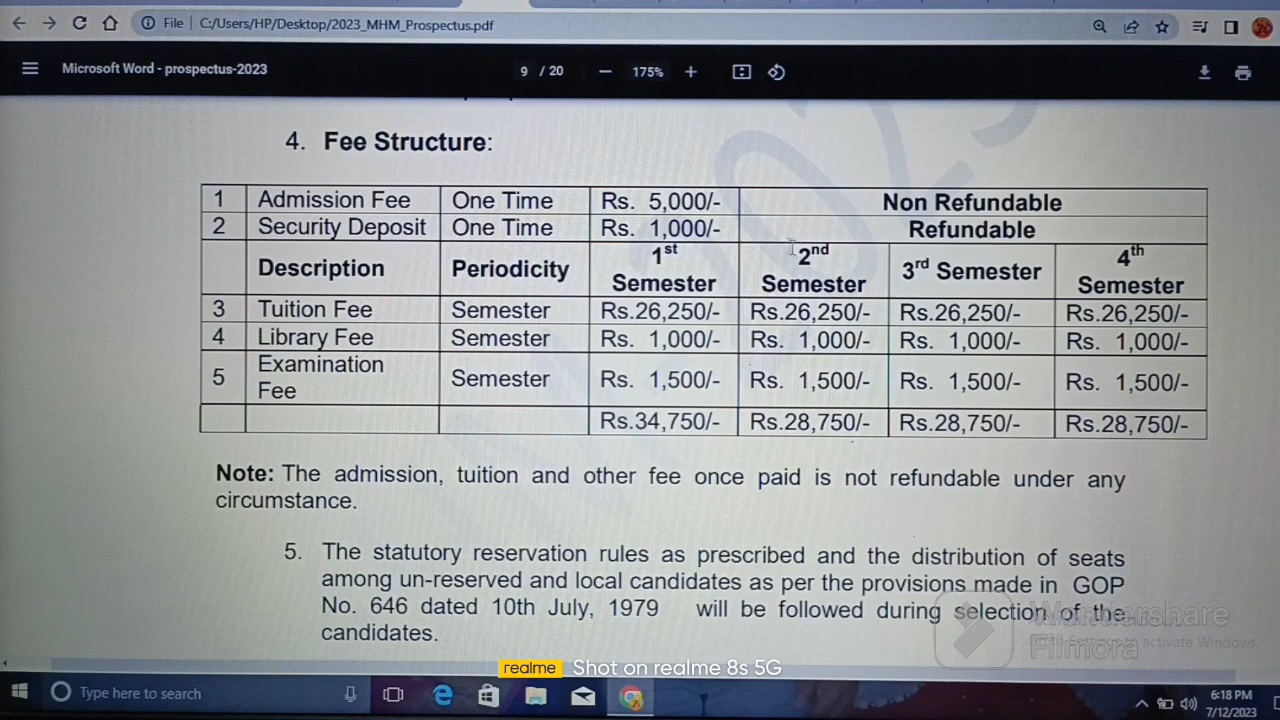 File | C:/Users/HP/Desktop/2023_MHM_Prospectus.pdf
Microsoft Word - prospectus-2023 9 / 20 175%
4. Fee Structure:
1 Admission Fee One Time Rs. 5,000/- Non Refundable
2 Security Deposit One Time Rs. 1,000/- Refundable
Description Periodicity 1st Semester 2nd Semester 3rd Semester 4th Semester
3 Tuition Fee Semester Rs.26,250/- Rs.26,250/- Rs.26,250/- Rs.26,250/-
4 Library Fee Semester Rs. 1,000/- Rs. 1,000/- Rs. 1,000/- Rs. 1,000/-
5 Examination Fee Semester Rs. 1,500/- Rs. 1,500/- Rs. 1,500/- Rs. 1,500/-
Rs.34,750/- Rs.28,750/- Rs.28,750/- Rs.28,750/-
Note: The admission, tuition and other fee once paid is not refundable under any
circumstance.
5. The statutory reservation rules as prescribed and the distribution of seats
among un-reserved and local candidates as per the provisions made in GOP
No. 646 dated 10th July, 1979 will be followed during selection of the
candidates.
Wondershare
Filmora
activate Windows.
realme Shot on realme 8s 5G
Type here to search
6:18 PM
7/12/2023